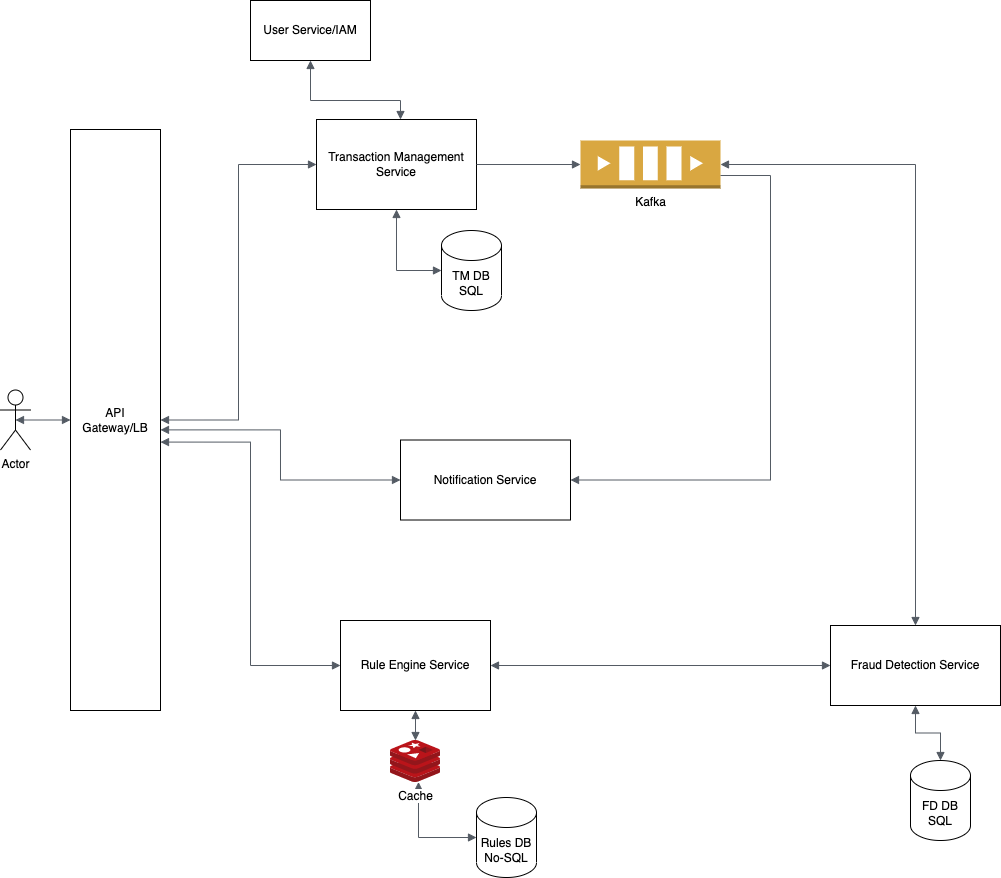 User Service/IAM
Transaction Management
Service
Kafka
TM DB
SQL
API
Gateway/LB
Actor
Notification Service
Rule Engine Service
Fraud Detection Service
Cache
FD DB
SQL
Rules DB
No-SQL